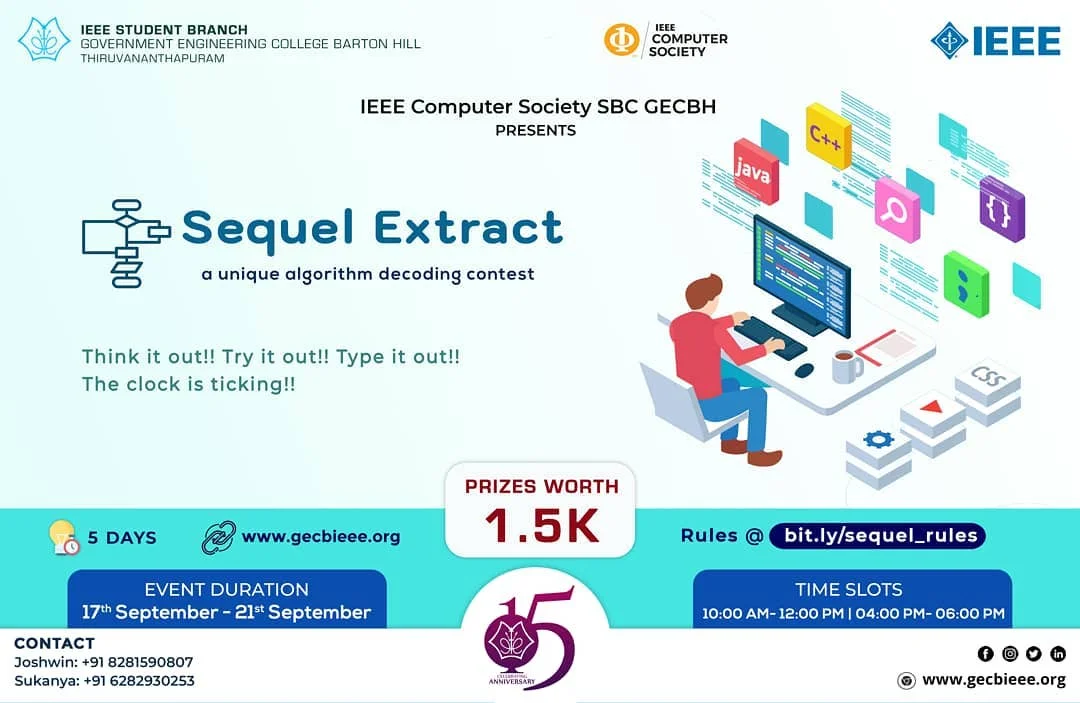 IEEE STUDENT BRANCH
GOVERNMENT ENGINEERING COLLEGE BARTON HILL
THIRUVANANTHAPURAM
IEEE
COMPUTER
SOCIETY
IEEE
IEEE Computer Society SBC GECBH
PRESENTS
Sequel Extract
a unique algorithm decoding contest
Think it out!! Try it out!! Type it out!!
The clock is ticking!!
java
C++
{}
;
CSS
PRIZES WORTH
1.5K
5 DAYS
www.gecbieee.org
Rules @ bit.ly/sequel_rules
EVENT DURATION
17th September - 21st September
TIME SLOTS
10:00 AM- 12:00 PM | 04:00 PM- 06:00 PM
15
CELEBRATING
ANNIVERSARY
CONTACT
Joshwin: +91 8281590807
Sukanya: +91 6282930253
www.gecbieee.org